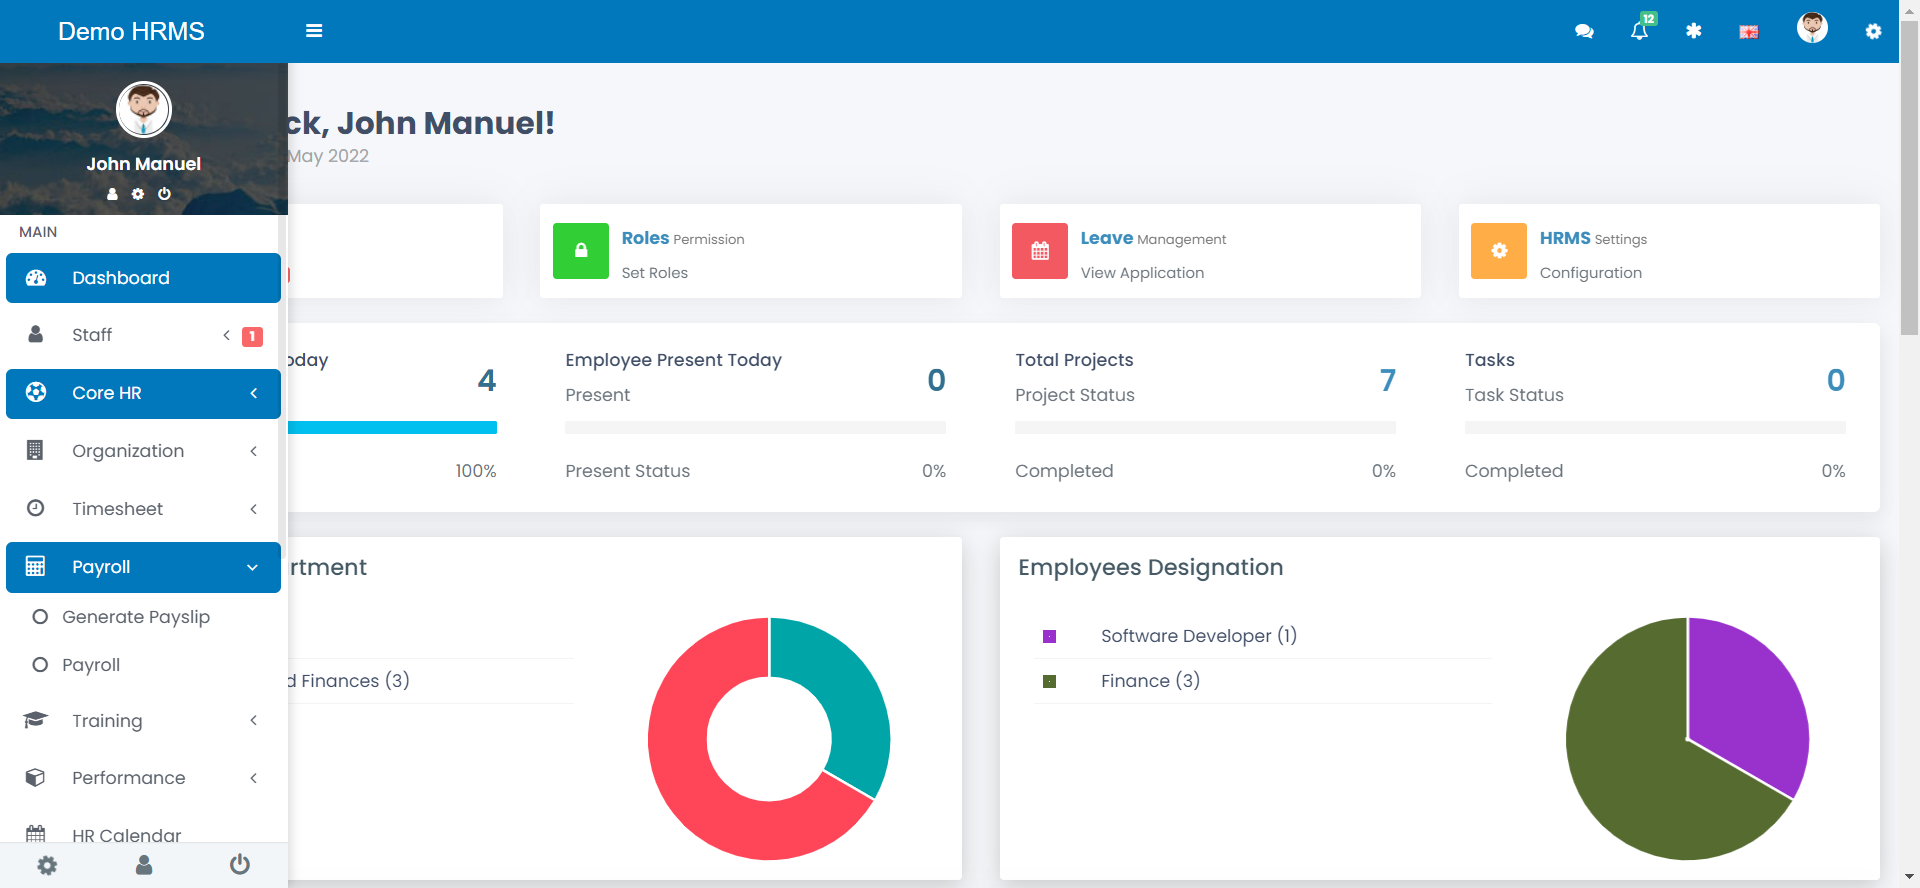 Demo HRMS
12
John Manuel
MAIN
Dashboard
Staff
1
Core HR
Organization
Timesheet
Payroll
Generate Payslip
Payroll
Training
Performance
HR Calendar
ck, John Manuel!
May 2022
Roles Permission
Set Roles
Leave Management
View Application
HRMS Settings
Configuration
oday
4
100%
Employee Present Today
Present
0
Present Status
0%
Total Projects
Project Status
7
Completed
0%
Tasks
Task Status
0
Completed
0%
rtment
d Finances (3)
Employees Designation
Software Developer (1)
Finance (3)